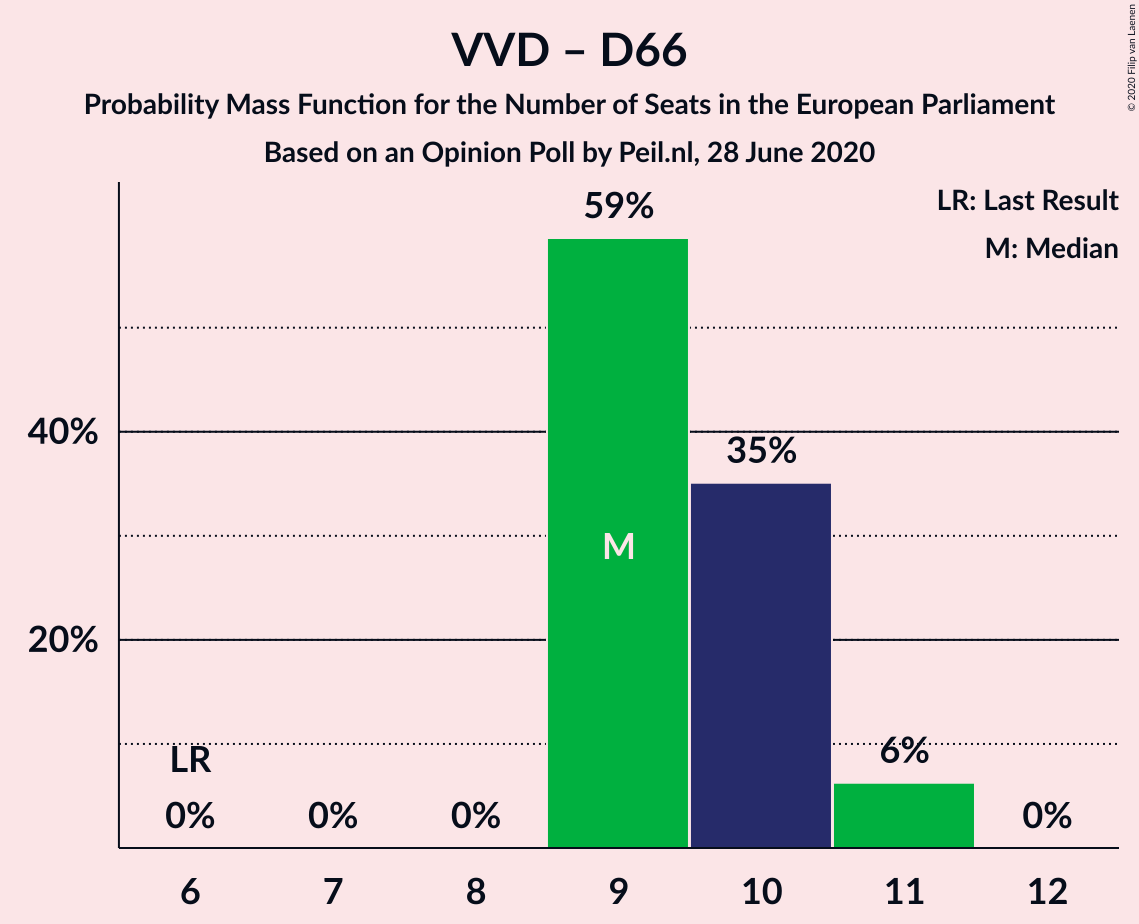 VVD – D66
Probability Mass Function for the Number of Seats in the European Parliament
Based on an Opinion Poll by Peil.nl, 28 June 2020
© 2020 Filip van Laenen
LR: Last Result
M: Median
59%
40%
35%
M
20%
LR
6%
0%
0%
0%
0%
6 7 8 9 10 11 12